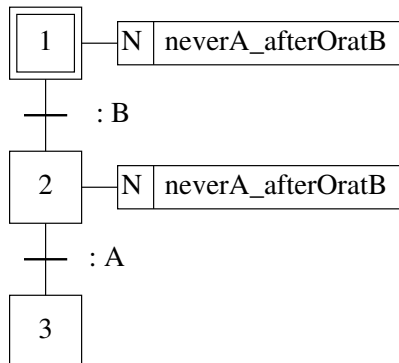 1 N neverA_afterOratB
: B
2 N neverA_afterOratB
: A
3